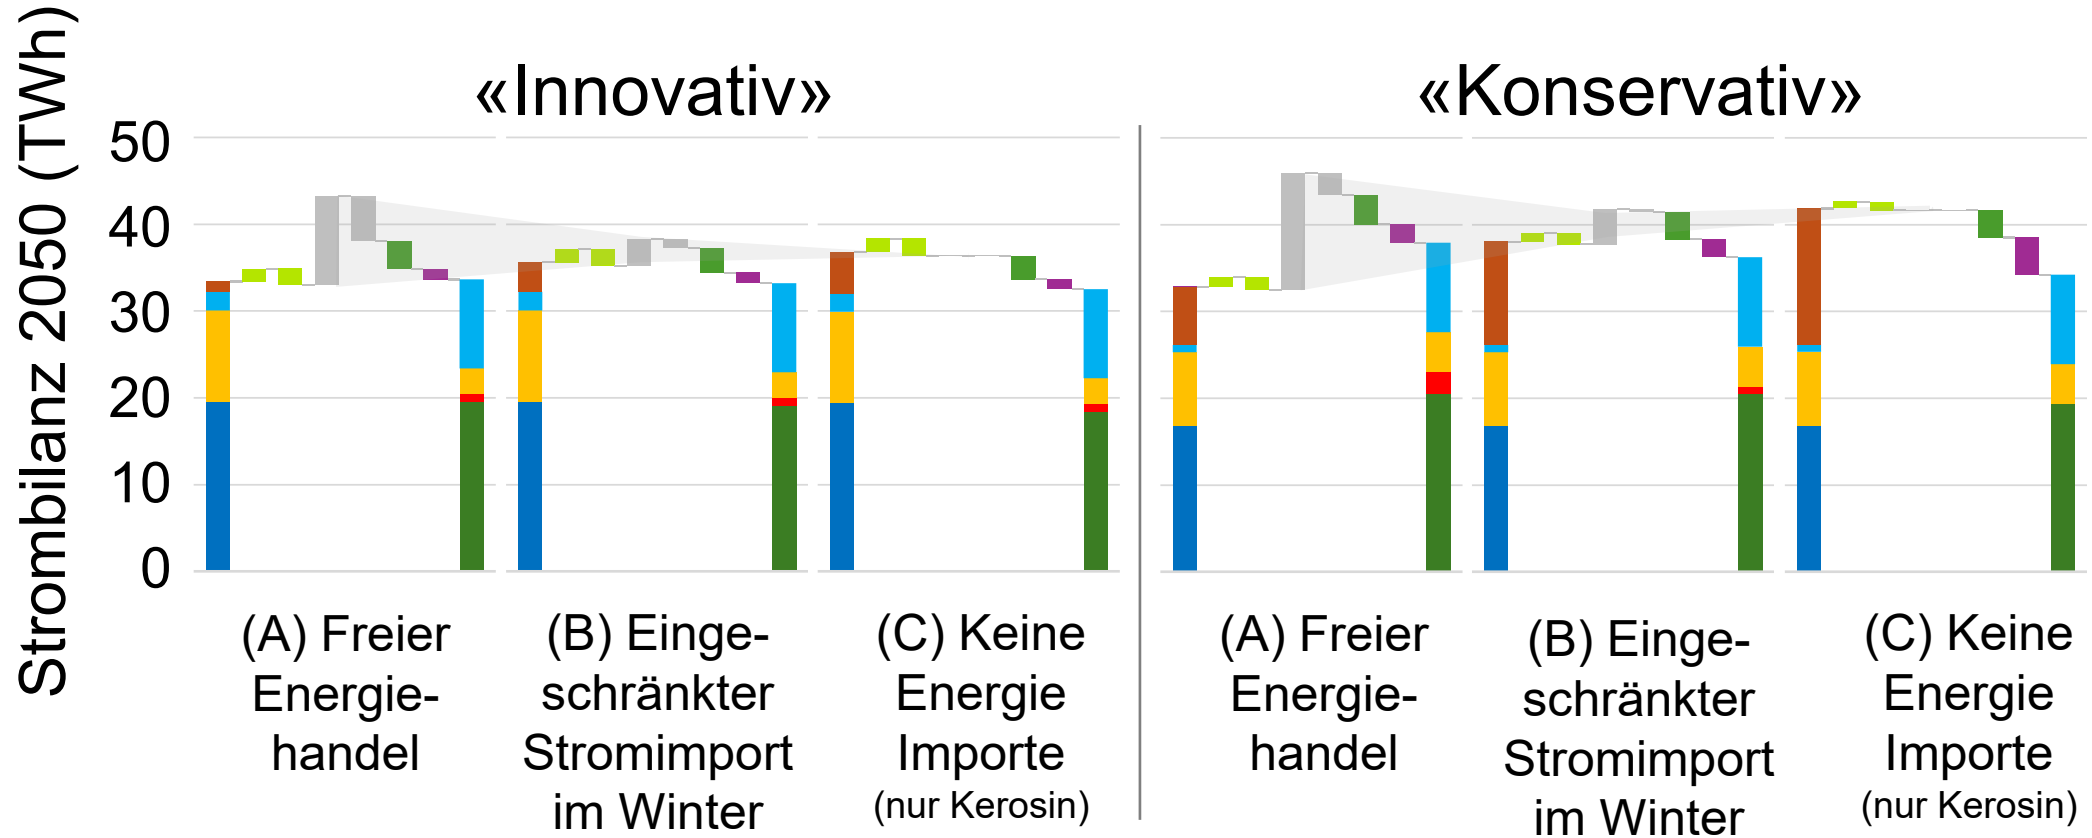 Strombilanz 2050 (TWh)
«Innovativ»
«Konservativ»
50
40
30
20
10
0
(A) Freier
Energie-
handel
(B) Einge-
schränkter
Stromimport
im Winter
(C) Keine
Energie
Importe
(nur Kerosin)
(A) Freier
Energie-
handel
(B) Einge-
schränkter
Stromimport
im Winter
(C) Keine
Energie
Importe
(nur Kerosin)